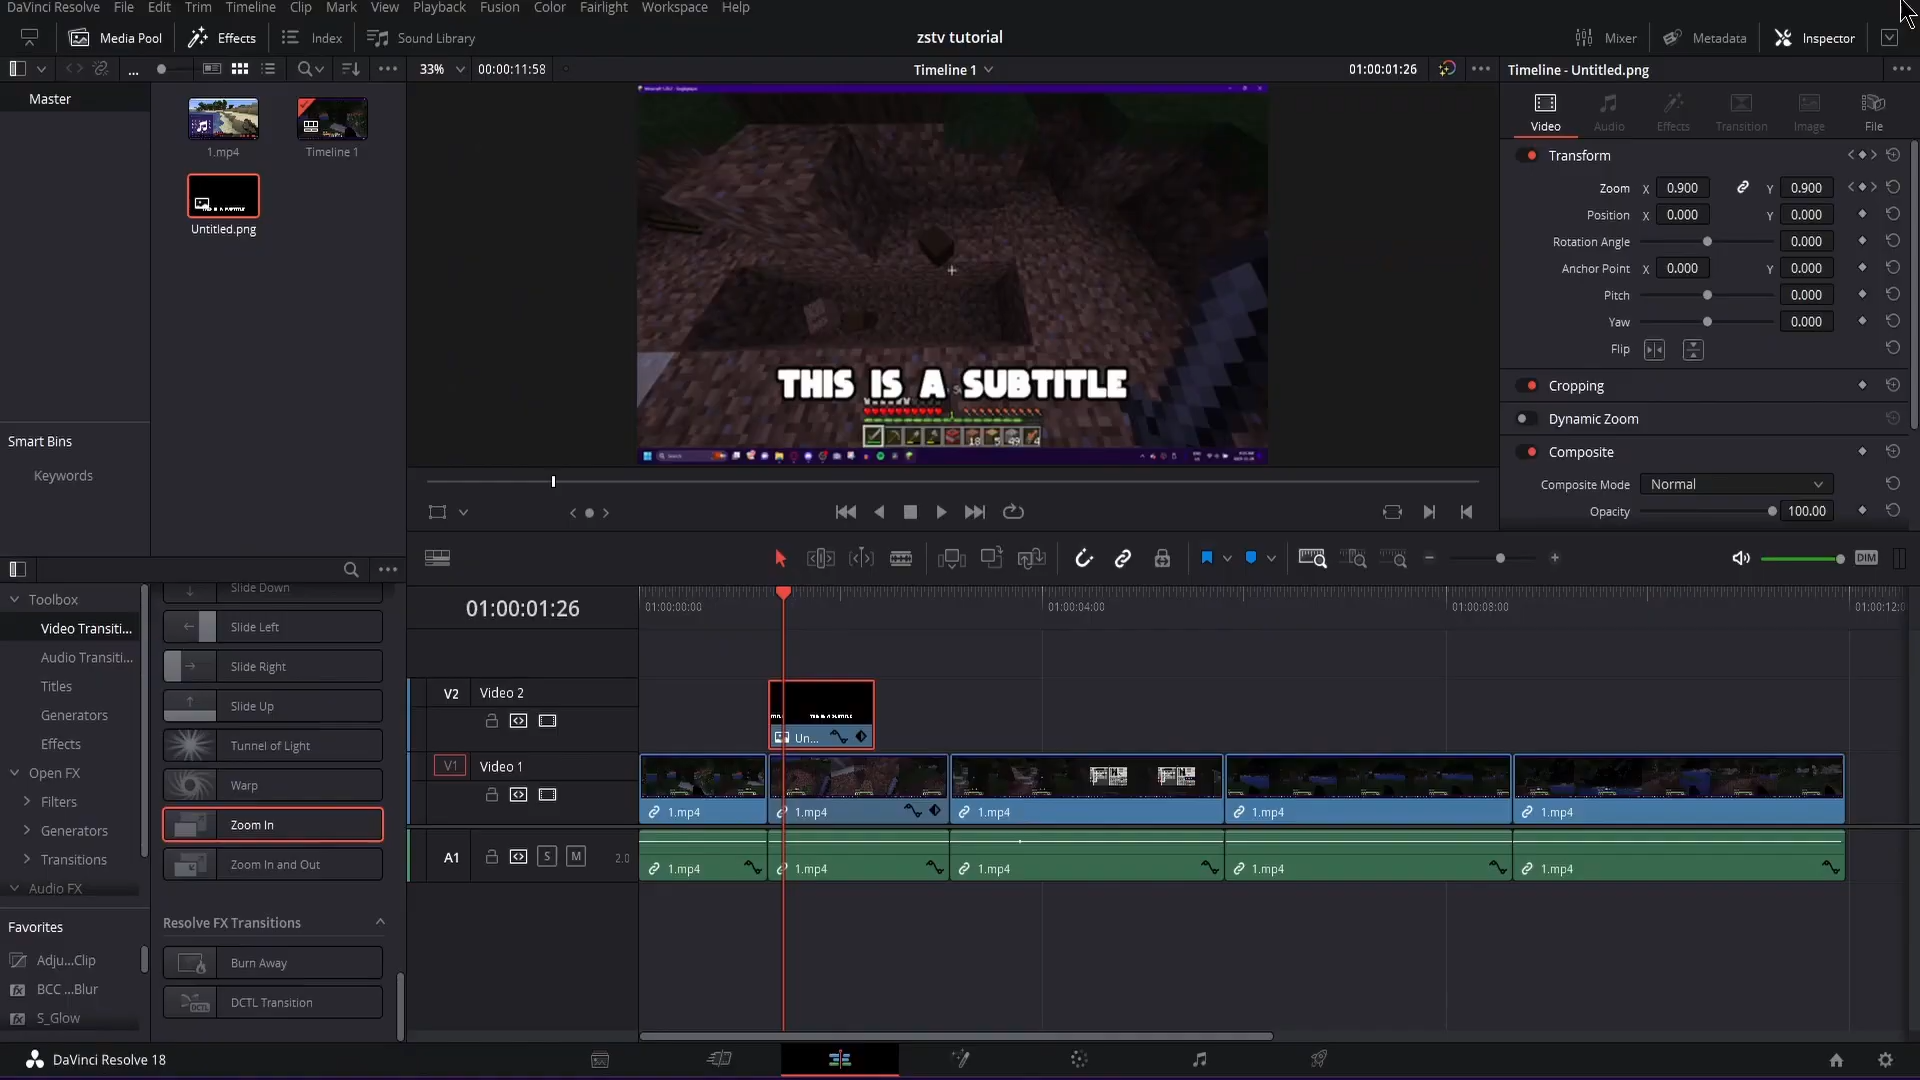 DaVinci Resolve File Edit Trim Timeline Clip Mark View Playback Fusion Color Fairlight Workspace Help
Media Pool Effects Index Sound Library zstv tutorial Mixer Metadata Inspector
33% 00:00:11:58 Timeline 1 01:00:01:26 Timeline - Untitled.png
Master
1.mp4 Timeline 1
Untitled.png
Smart Bins
Keywords
THIS IS A SUBTITLE
Video Audio Effects Transition Image File
Transform
Zoom X 0.900 Y 0.900
Position X 0.000 Y 0.000
Rotation Angle 0.000
Anchor Point X 0.000 Y 0.000
Pitch 0.000
Yaw 0.000
Flip
Cropping
Dynamic Zoom
Composite
Composite Mode Normal
Opacity 100.00
DIM
Toolbox
Video Transiti...
Audio Transiti...
Titles
Generators
Effects
Open FX
Filters
Generators
Transitions
Audio FX
Favorites
Adju...Clip
BCC ...Blur
S_Glow
Slide Down
Slide Left
Slide Right
Slide Up
Tunnel of Light
Warp
Zoom In
Zoom In and Out
Resolve FX Transitions
Burn Away
DCTL Transition
DCTL
01:00:01:26 01:00:00:00 01:00:04:00 01:00:08:00 01:00:12:0
V2 Video 2
Un...
V1 Video 1
1.mp4 1.mp4 1.mp4 1.mp4 1.mp4
A1 S M 2.0
1.mp4 1.mp4 1.mp4 1.mp4 1.mp4
DaVinci Resolve 18